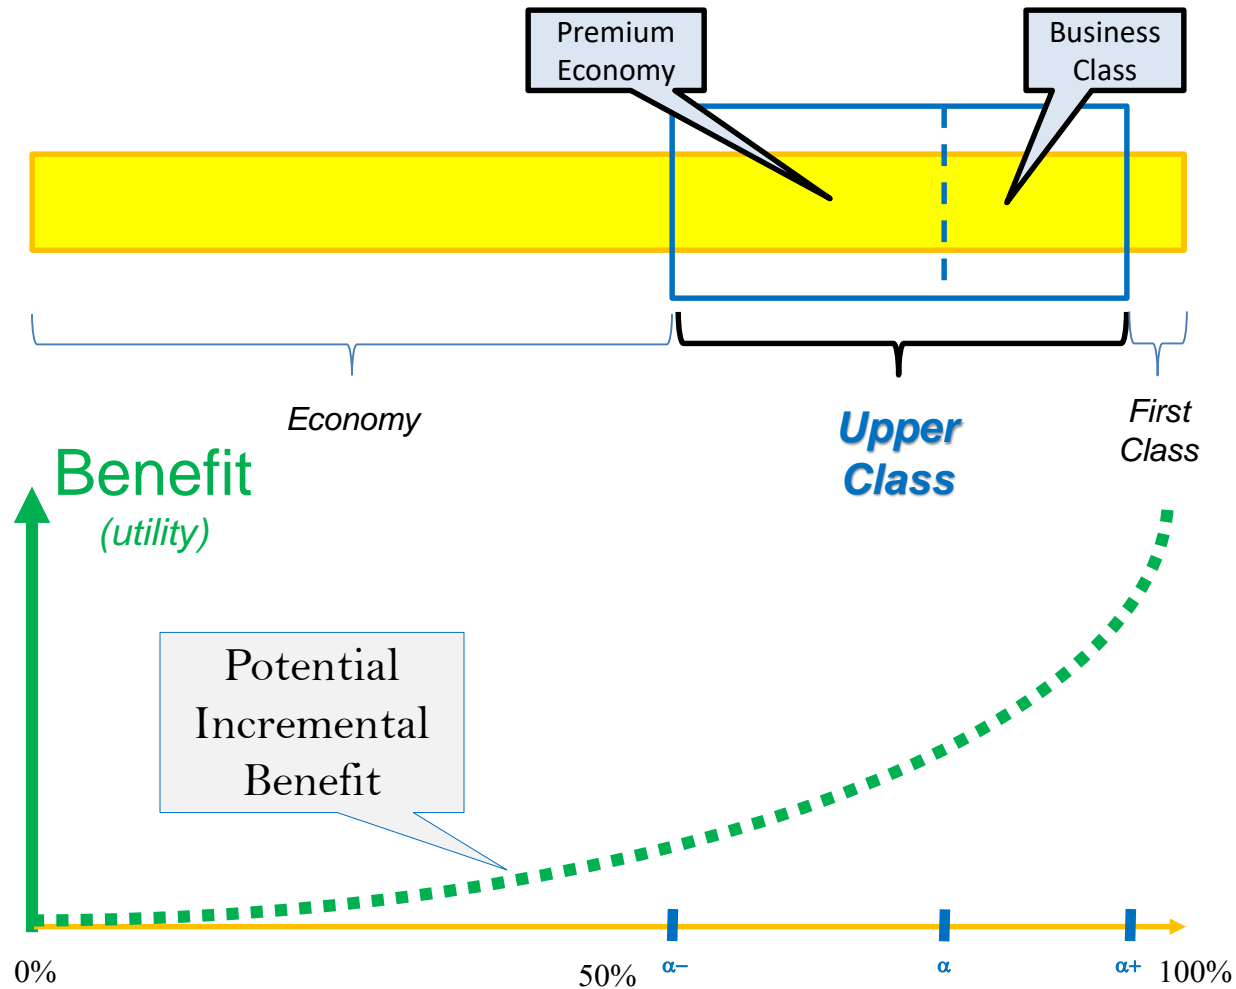 Premium
Economy
Business
Class
Economy
Upper
Class
First
Class
Benefit
(utility)
Potential
Incremental
Benefit
0%
50%
α−
α
α+
100%